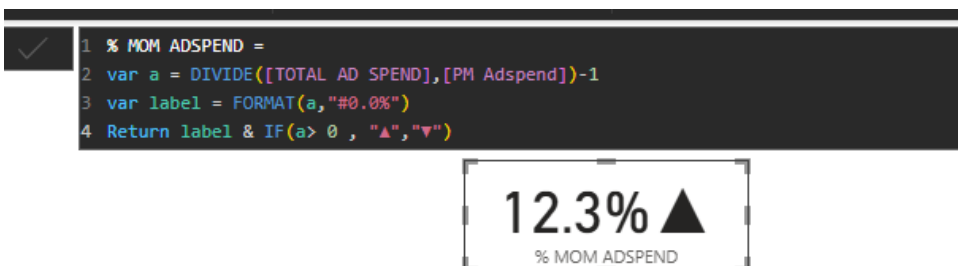 1 % MOM ADSPEND =
2 var a = DIVIDE([TOTAL AD SPEND],[PM Adspend])-1
3 var label = FORMAT(a,"#0.0%")
4 Return label & IF(a> 0 , "▲","▼")
12.3% ▲
% MOM ADSPEND